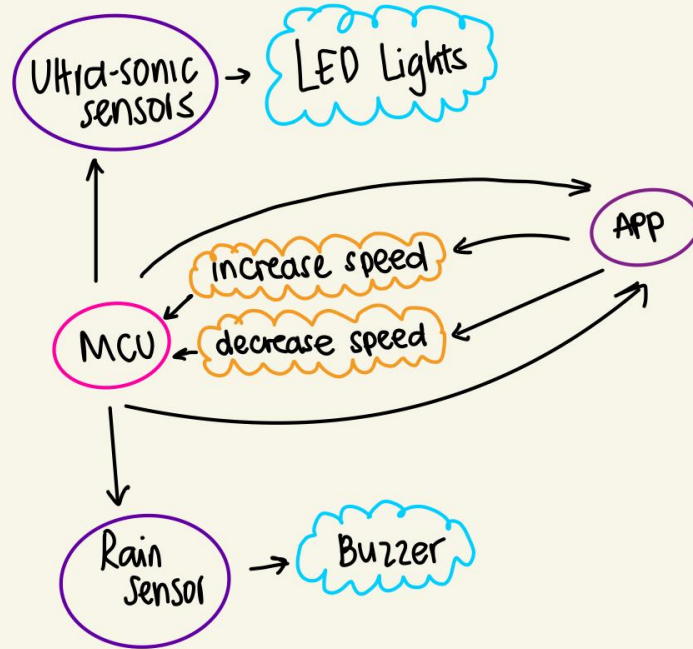 Ultra-sonic
sensors
LED Lights
APP
increase speed
MCU
decrease speed
Rain
sensor
Buzzer